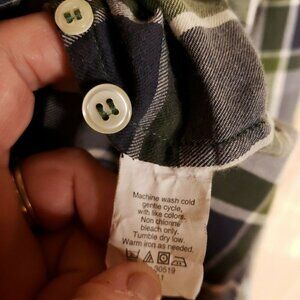 Machine wash cold
gentle cycle,
with like colors.
Non chlorine
bleach only.
Tumble dry low.
Warm iron as needed.
30519